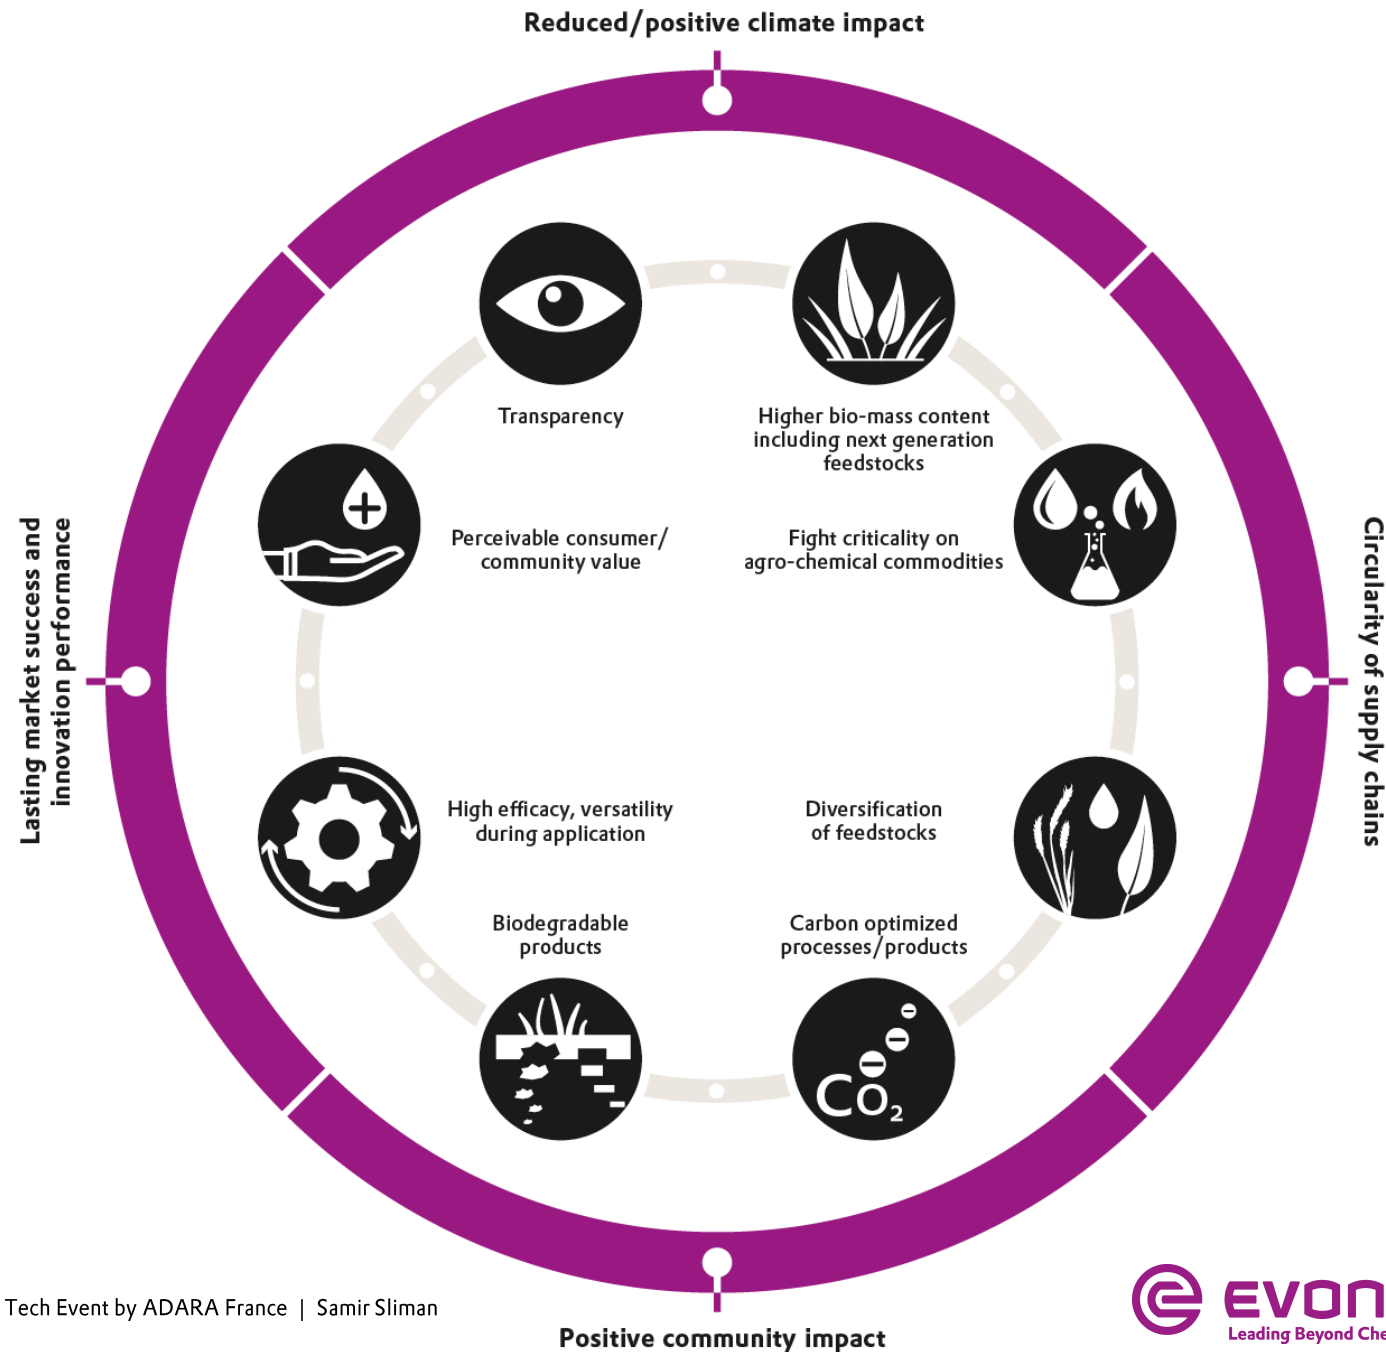 Reduced/positive climate impact
Transparency
Higher bio-mass content
including next generation
feedstocks
Perceivable consumer/
community value
Fight criticality on
agro-chemical commodities
Lasting market success and
innovation performance
Circularity of supply chains
High efficacy, versatility
during application
Diversification
of feedstocks
Biodegradable
products
Carbon optimized
processes/products
CO2
Tech Event by ADARA France | Samir Sliman
Positive community impact
evon
Leading Beyond Che